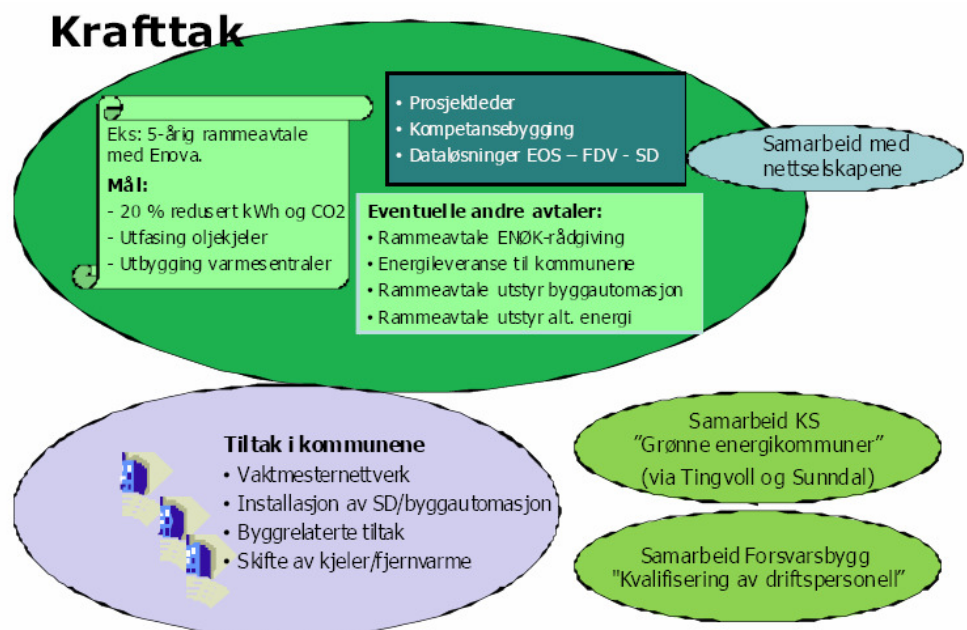 Krafttak
Eks: 5-årig rammeavtale
med Enova.
Mål:
- 20 % redusert kWh og CO2
- Utfasing oljekjeler
- Utbygging varmesentraler
• Prosjektleder
• Kompetansebygging
• Dataløsninger EOS – FDV - SD
Samarbeid med
nettselskapene
Eventuelle andre avtaler:
• Rammeavtale ENØK-rådgiving
• Energileveranse til kommunene
• Rammeavtale utstyr byggautomasjon
• Rammeavtale utstyr alt. energi
Tiltak i kommunene
• Vaktmesternettverk
• Installasjon av SD/byggautomasjon
• Byggrelaterte tiltak
• Skifte av kjeler/fjernvarme
Samarbeid KS
”Grønne energikommuner”
(via Tingvoll og Sunndal)
Samarbeid Forsvarsbygg
"Kvalifisering av driftspersonell”